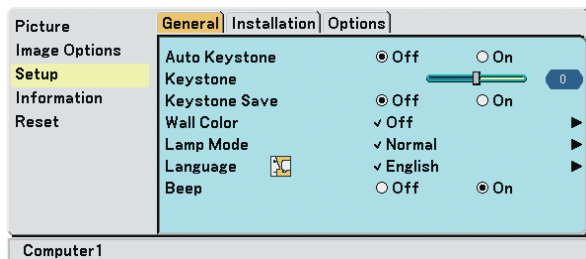 Picture
Image Options
Setup
Information
Reset
General Installation Options
Auto Keystone Off On
Keystone 0
Keystone Save Off On
Wall Color Off
Lamp Mode Normal
Language English
Beep Off On
Computer1